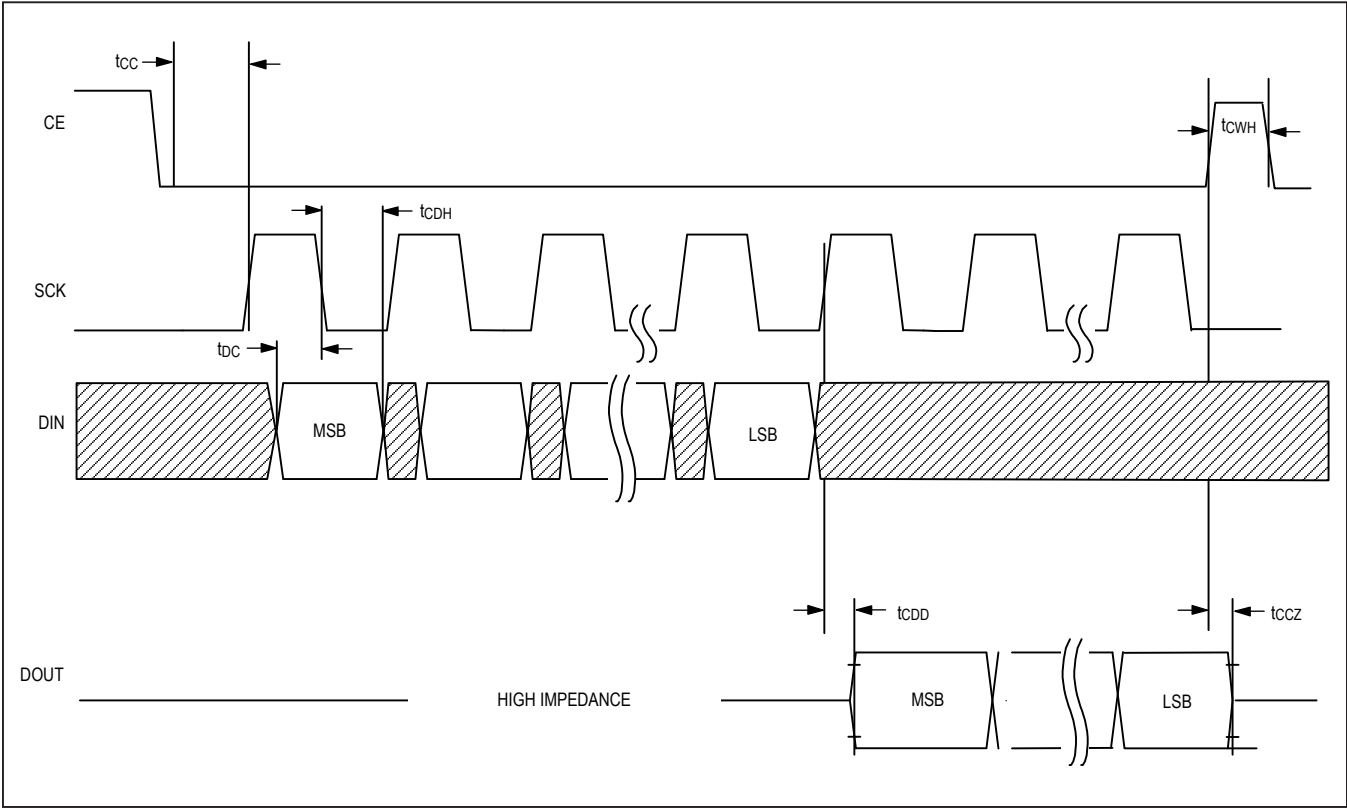 tCC
CE
tCWH
tCDH
SCK
tDC
DIN
MSB
LSB
tCDD
tCCZ
DOUT
HIGH IMPEDANCE
MSB
LSB